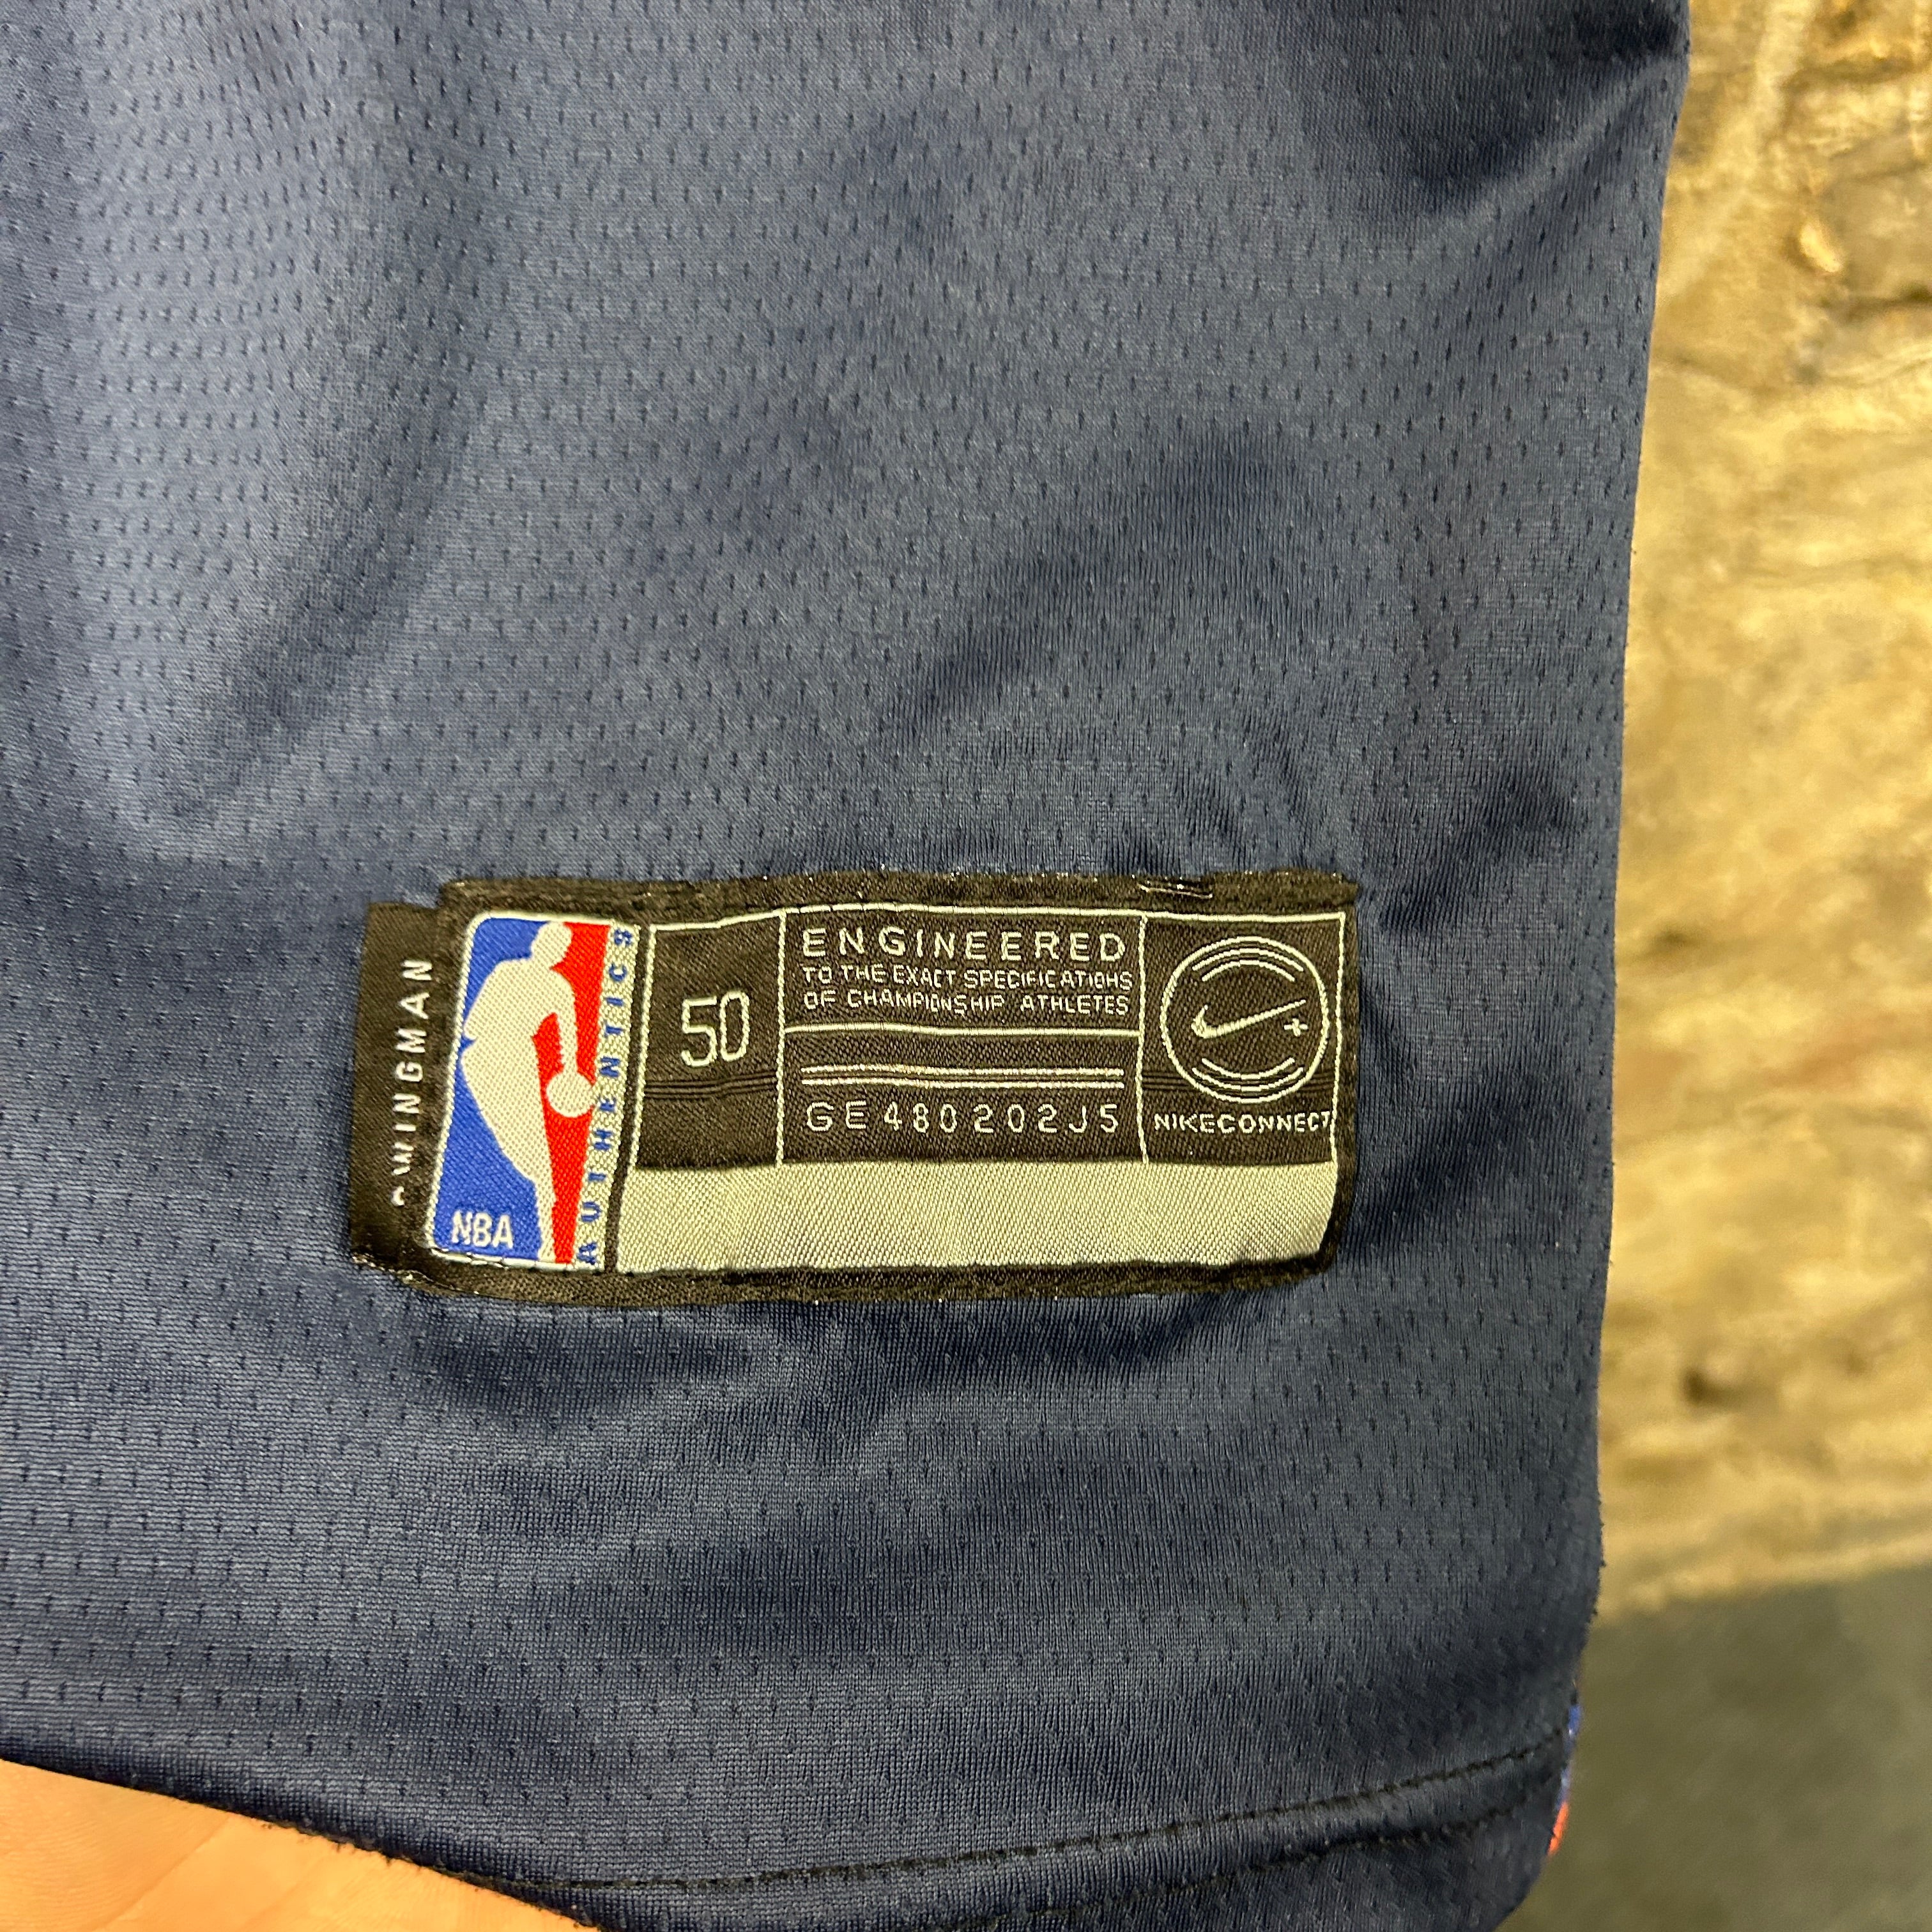 SWINGMAN
NBA
AUTHENTICS
50
ENGINEERED
TO THE EXACT SPECIFICATIONS
OF CHAMPIONSHIP ATHLETES
GE480202J5
NIKECONNECT